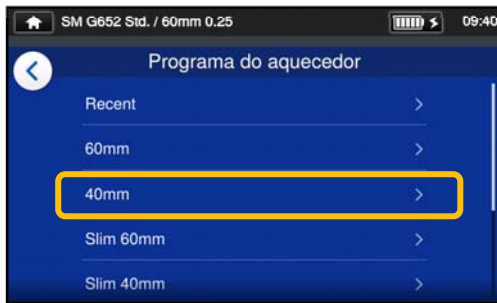 SM G652 Std. / 60mm 0.25 09:40
Programa do aquecedor
Recent
60mm
40mm
Slim 60mm
Slim 40mm